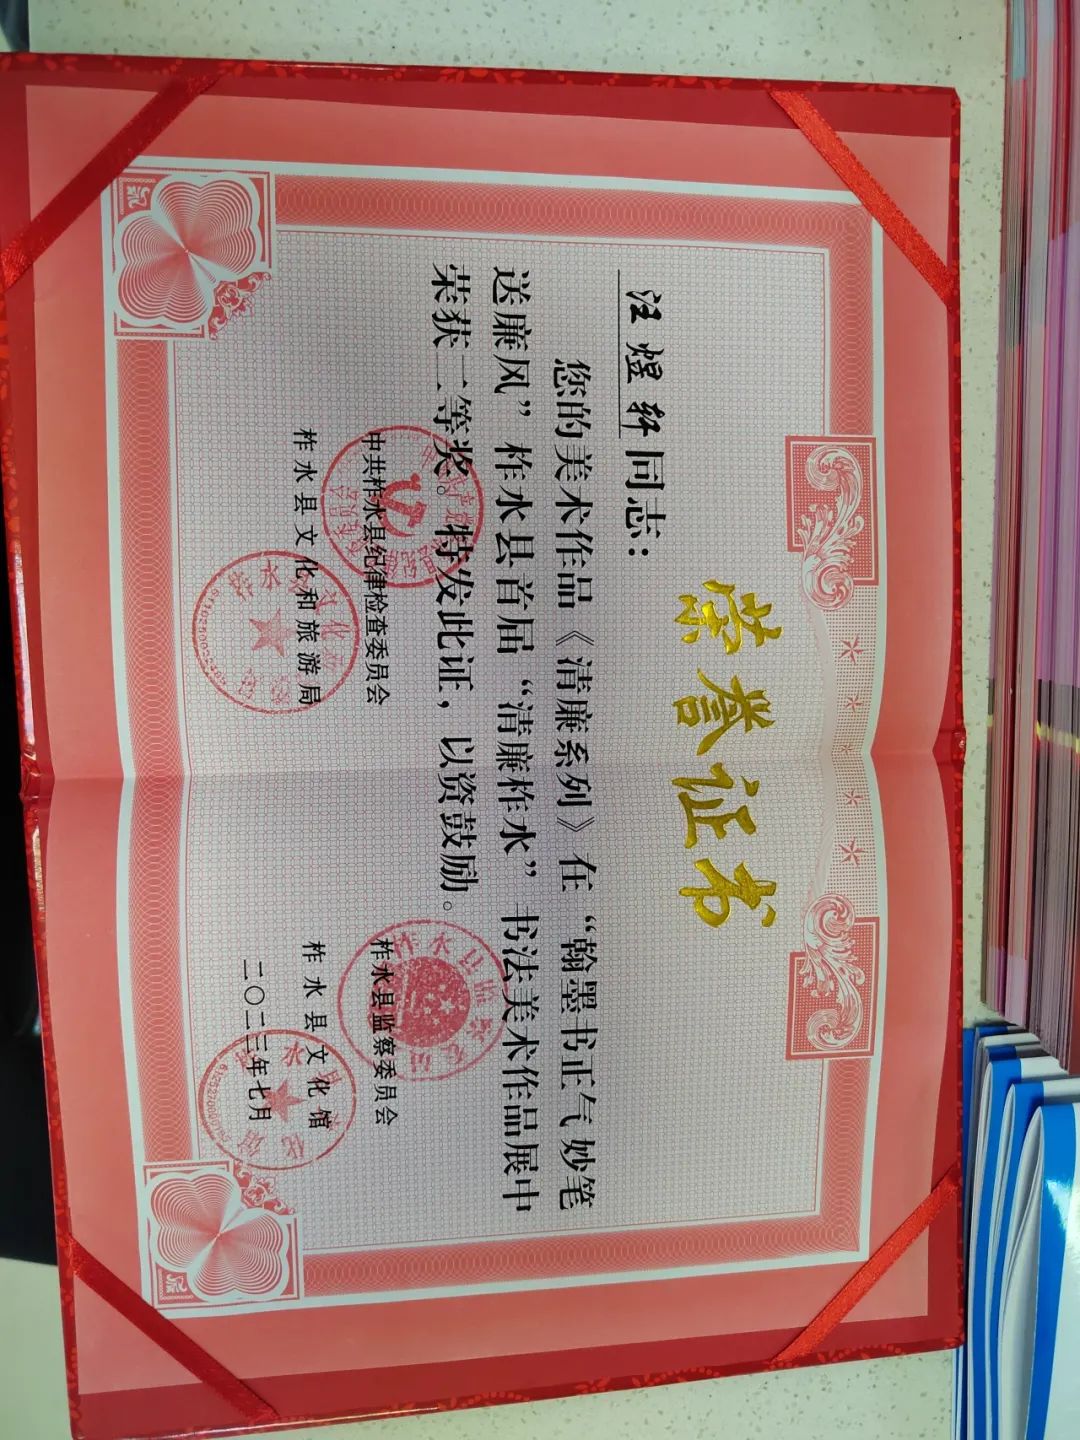 荣誉证书
汪煜轩同志：
您的美术作品《清廉系列》在“翰墨书正气妙笔
送廉风”柞水县首届“清廉柞水”书法美术作品展中
荣获二等奖。特发此证，以资鼓励。
中共柞水县纪律检查委员会
柞水县监察委员会
柞水县文化和旅游局
柞水县文化馆
二〇二三年七月